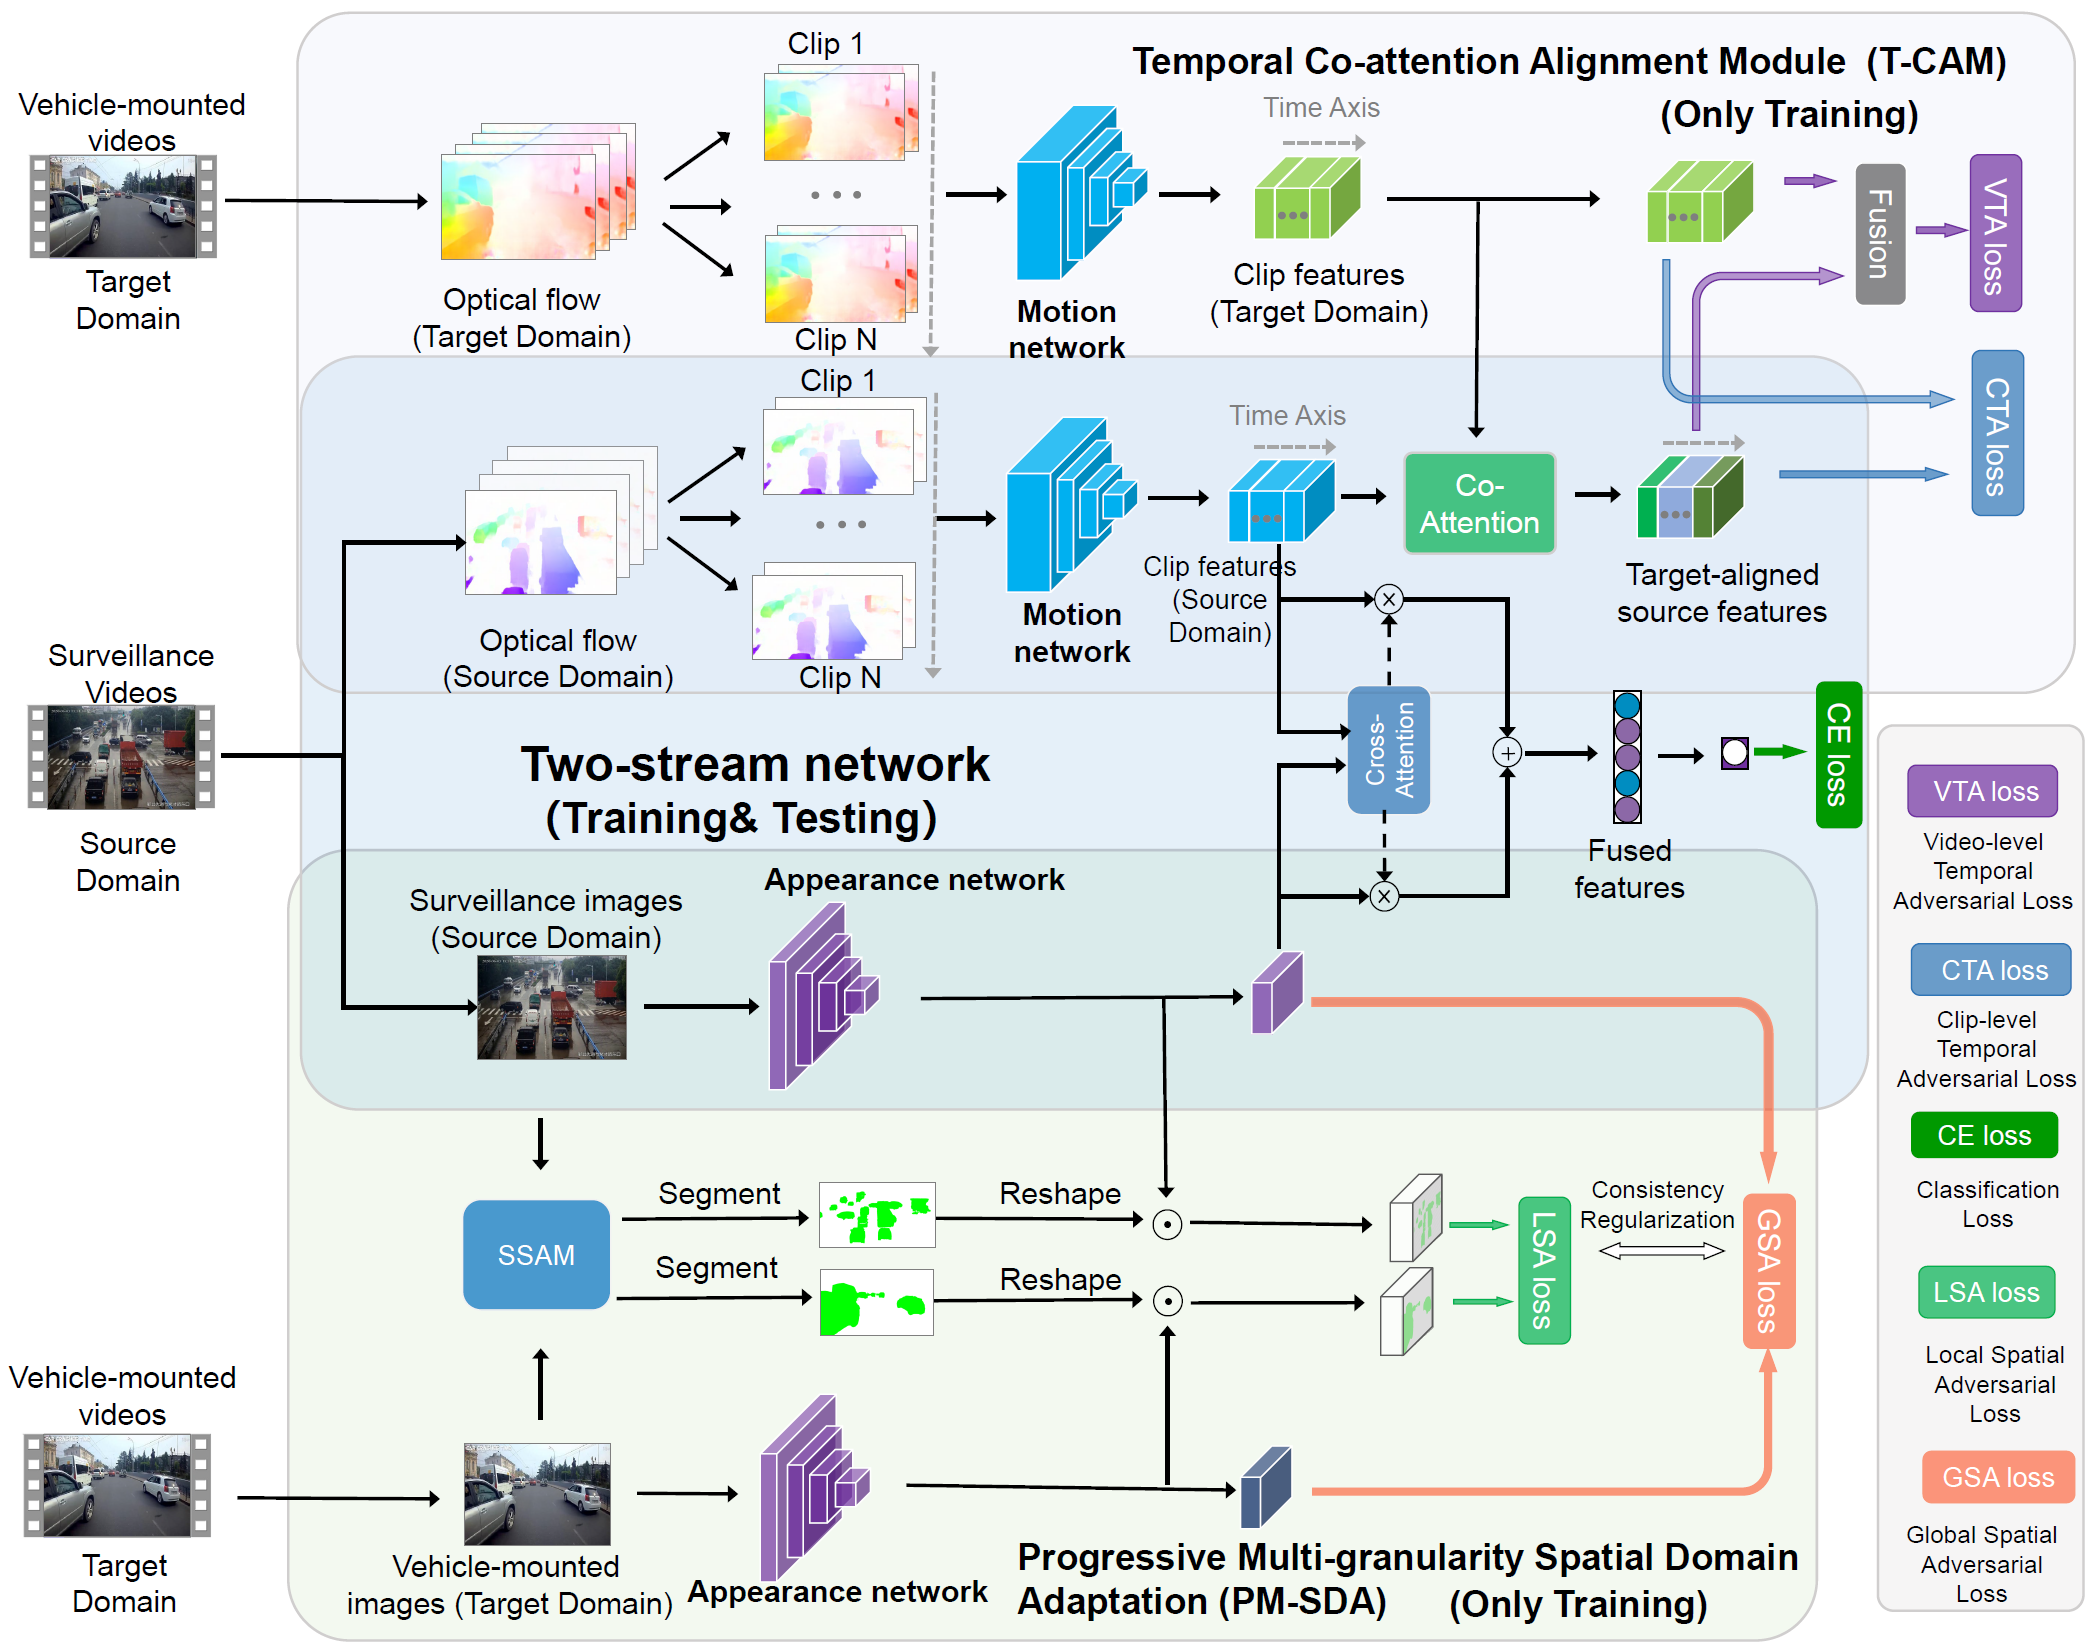 Temporal Co-attention Alignment Module (T-CAM)
(Only Training)
Vehicle-mounted
videos
Target
Domain
Optical flow
(Target Domain)
Clip 1
Clip N
Motion
network
Time Axis
Clip features
(Target Domain)
Fusion
VTA loss
CTA loss
Clip 1
Optical flow
(Source Domain)
Clip N
Motion
network
Time Axis
Clip features
(Source
Domain)
Co-
Attention
Target-aligned
source features
Surveillance
Videos
Source
Domain
Two-stream network
(Training& Testing)
Cross-
Attention
Fused
features
CE loss
Appearance network
Surveillance images
(Source Domain)
SSAM
Segment
Reshape
Segment
Reshape
LSA loss
Consistency
Regularization
GSA loss
Vehicle-mounted
videos
Target
Domain
Vehicle-mounted
images (Target Domain)
Appearance network
Progressive Multi-granularity Spatial Domain
Adaptation (PM-SDA) (Only Training)
VTA loss
Video-level
Temporal
Adversarial Loss
CTA loss
Clip-level
Temporal
Adversarial Loss
CE loss
Classification
Loss
LSA loss
Local Spatial
Adversarial
Loss
GSA loss
Global Spatial
Adversarial
Loss